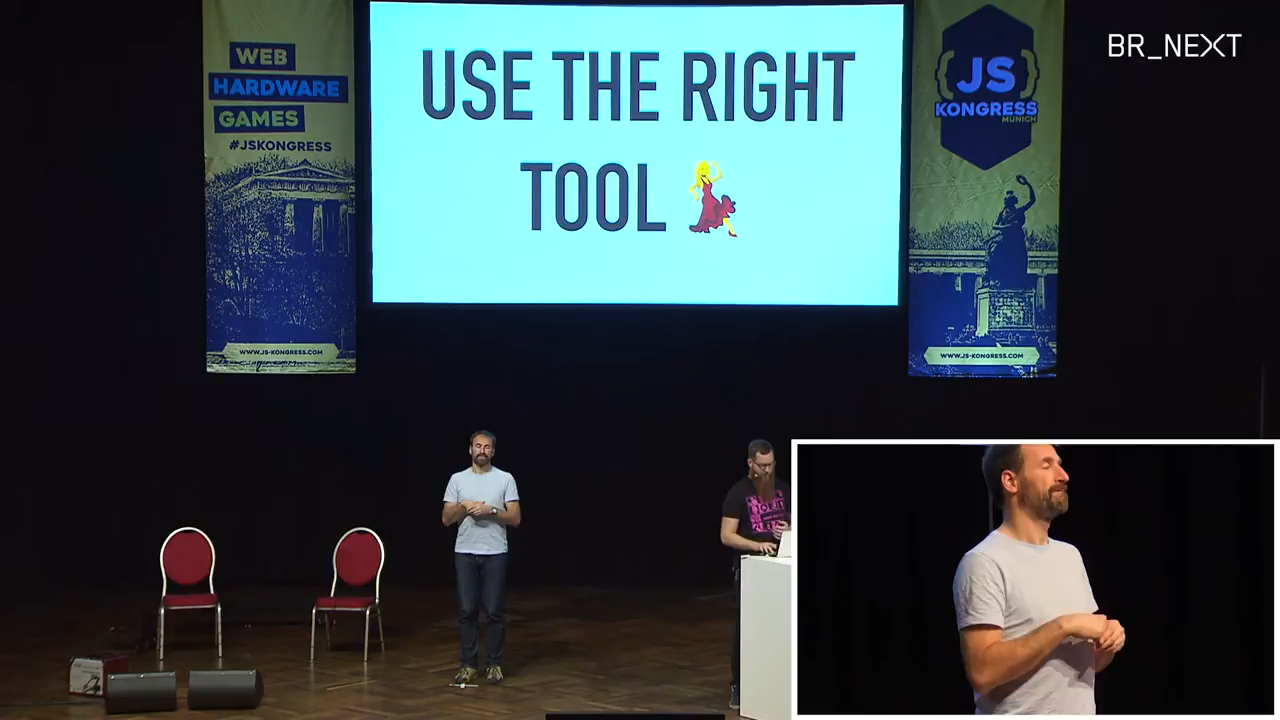 WEB
HARDWARE
GAMES
#JSKONGRESS
WWW.JS-KONGRESS.COM
USE THE RIGHT
TOOL
{JS}
KONGRESS
MUNICH
WWW.JS-KONGRESS.COM
BR_NEXT